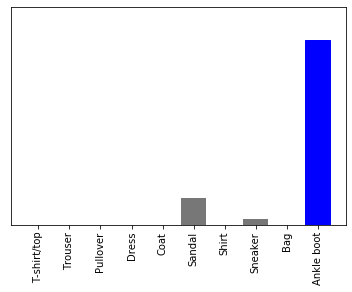 T-shirt/top
Trouser
Pullover
Dress
Coat
Sandal
Shirt
Sneaker
Bag
Ankle boot